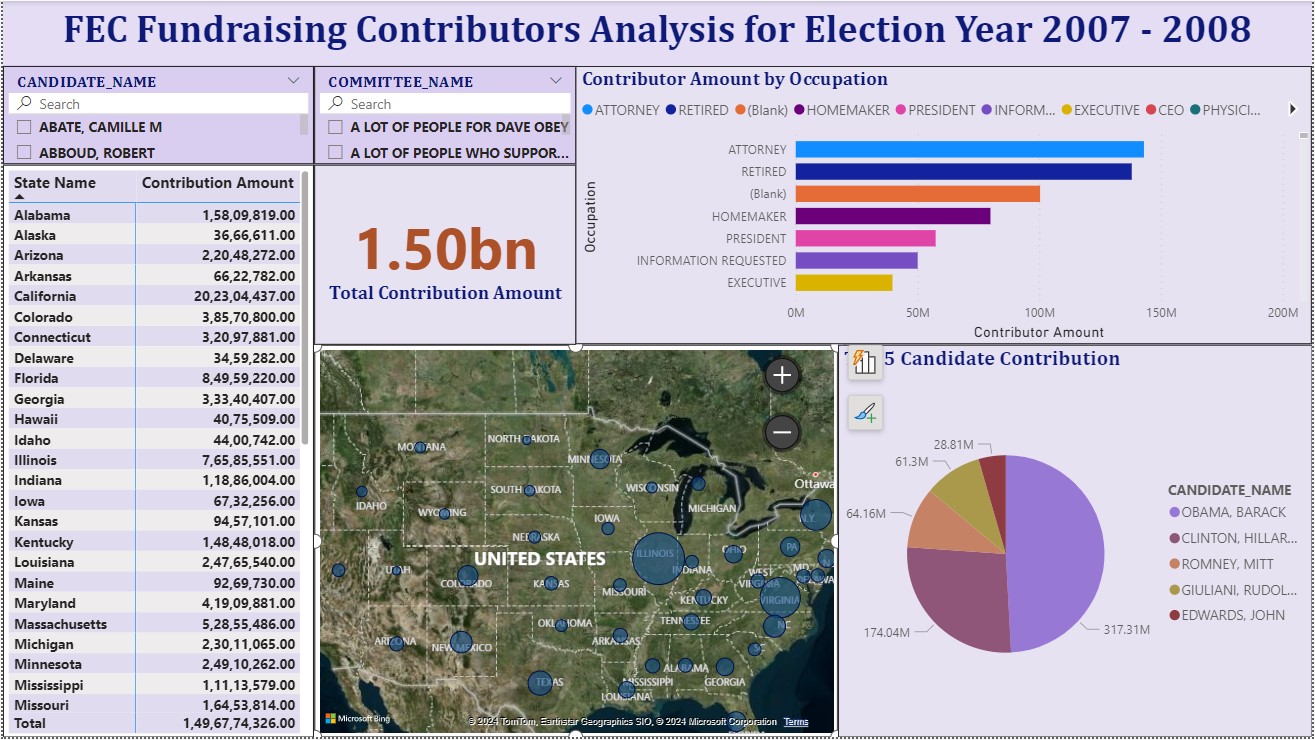 FEC Fundraising Contributors Analysis for Election Year 2007 - 2008
CANDIDATE_NAME
Search
ABATE, CAMILLE M
ABBOUD, ROBERT
COMMITTEE_NAME
Search
A LOT OF PEOPLE FOR DAVE OBEY
A LOT OF PEOPLE WHO SUPPOR...
State Name Contribution Amount
Alabama 1,58,09,819.00
Alaska 36,66,611.00
Arizona 2,20,48,272.00
Arkansas 66,22,782.00
California 20,23,04,437.00
Colorado 3,85,70,800.00
Connecticut 3,20,97,881.00
Delaware 34,59,282.00
Florida 8,49,59,220.00
Georgia 3,33,40,407.00
Hawaii 40,75,509.00
Idaho 44,00,742.00
Illinois 7,65,85,551.00
Indiana 1,18,86,004.00
Iowa 67,32,256.00
Kansas 94,57,101.00
Kentucky 1,48,48,018.00
Louisiana 2,47,65,540.00
Maine 92,69,730.00
Maryland 4,19,09,881.00
Massachusetts 5,28,55,486.00
Michigan 2,30,11,065.00
Minnesota 2,49,10,262.00
Mississippi 1,11,13,579.00
Missouri 1,64,53,814.00
Total 1,49,67,74,326.00
1.50bn
Total Contribution Amount
Contributor Amount by Occupation
ATTORNEY RETIRED (Blank) HOMEMAKER PRESIDENT INFORM... EXECUTIVE CEO PHYSICI...
Occupation
ATTORNEY
RETIRED
(Blank)
HOMEMAKER
PRESIDENT
INFORMATION REQUESTED
EXECUTIVE
0M 50M 100M 150M 200M
Contributor Amount
MONTANA
NORTH DAKOTA
MINNESOTA
Ottawa
IDAHO
SOUTH DAKOTA
WISCONSIN
WYOMING
MICHIGAN
N.Y.
IOWA
NEBRASKA
UNITED STATES
ILLINOIS
OHIO
PA
UTAH
COLORADO
KANSAS
INDIANA
WEST
VIRGINIA
MD
MISSOURI
KENTUCKY
VIRGINIA
ARIZONA
NEW MEXICO
OKLAHOMA
TENNESSEE
NC
ARKANSAS
SC
MISSISSIPPI
ALABAMA
GEORGIA
TEXAS
LOUISIANA
Microsoft Bing
© 2024 TomTom, Earthstar Geographics SIO, © 2024 Microsoft Corporation Terms
5 Candidate Contribution
28.81M
61.3M
64.16M
174.04M
317.31M
CANDIDATE_NAME
OBAMA, BARACK
CLINTON, HILLAR...
ROMNEY, MITT
GIULIANI, RUDOL...
EDWARDS, JOHN